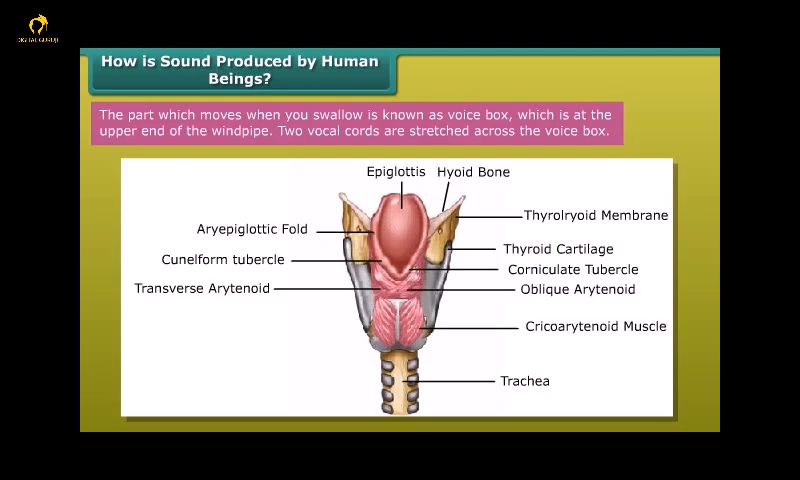 DIGITAL GURUJI
How is Sound Produced by Human
Beings?
The part which moves when you swallow is known as voice box, which is at the
upper end of the windpipe. Two vocal cords are stretched across the voice box.
Epiglottis
Hyoid Bone
Thyrolryoid Membrane
Aryepiglottic Fold
Thyroid Cartilage
Cunelform tubercle
Corniculate Tubercle
Transverse Arytenoid
Oblique Arytenoid
Cricoarytenoid Muscle
Trachea